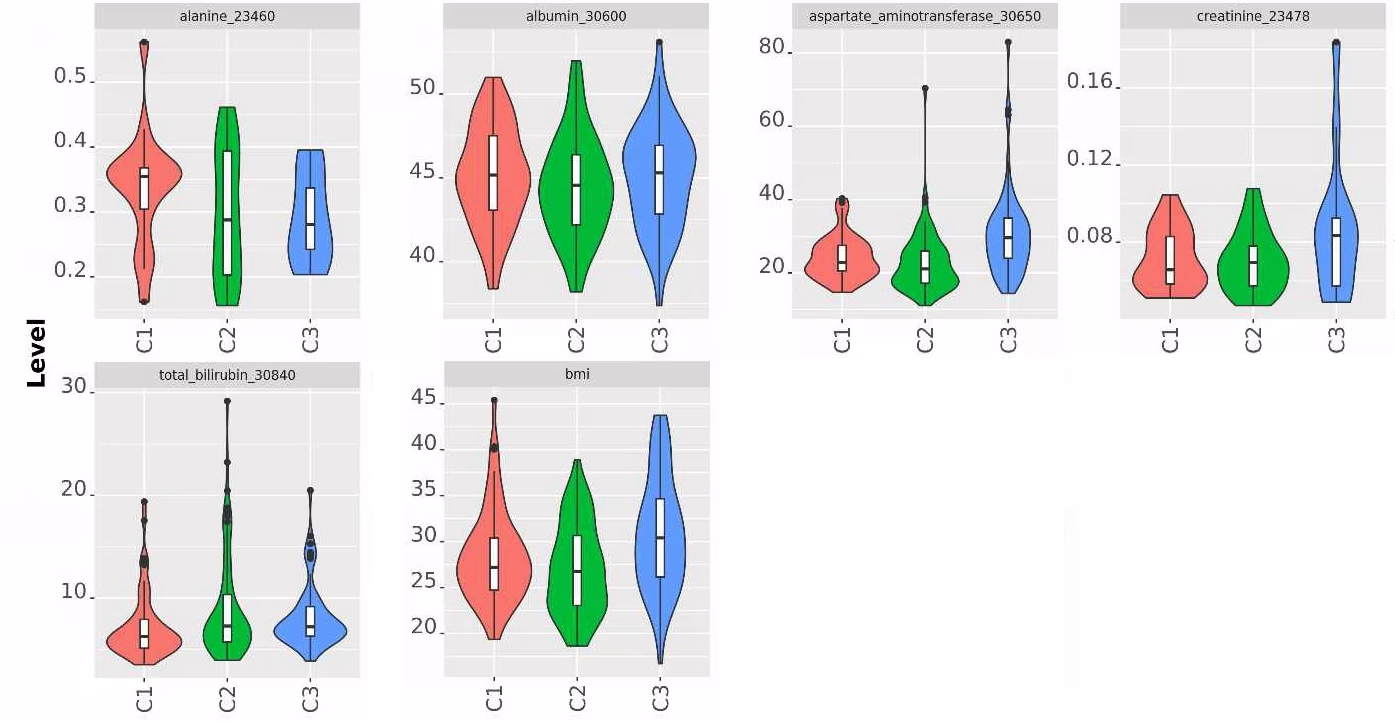 alanine_23460
0.5
0.4
0.3
0.2
C1 C2 C3
albumin_30600
50
45
40
C1 C2 C3
aspartate_aminotransferase_30650
80
60
40
20
C1 C2 C3
creatinine_23478
0.16
0.12
0.08
C1 C2 C3
Level
total_bilirubin_30840
30
20
10
C1 C2 C3
bmi
45
40
35
30
25
20
C1 C2 C3